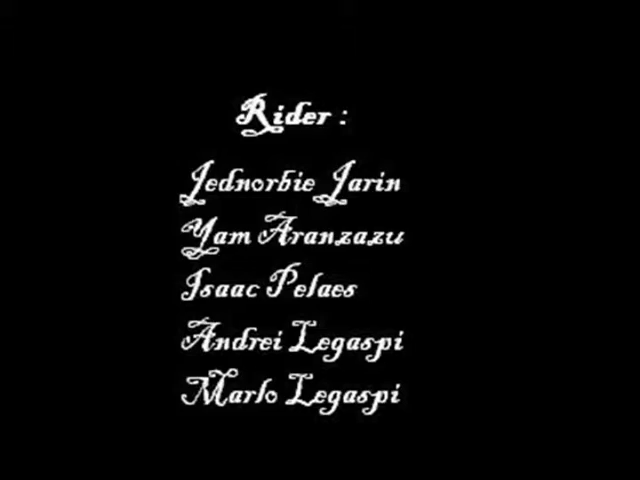 Rider :
Jednorbie Jarin
Yam Aranzazu
Isaac Pelaes
Andrei Legaspi
Marlo Legaspi